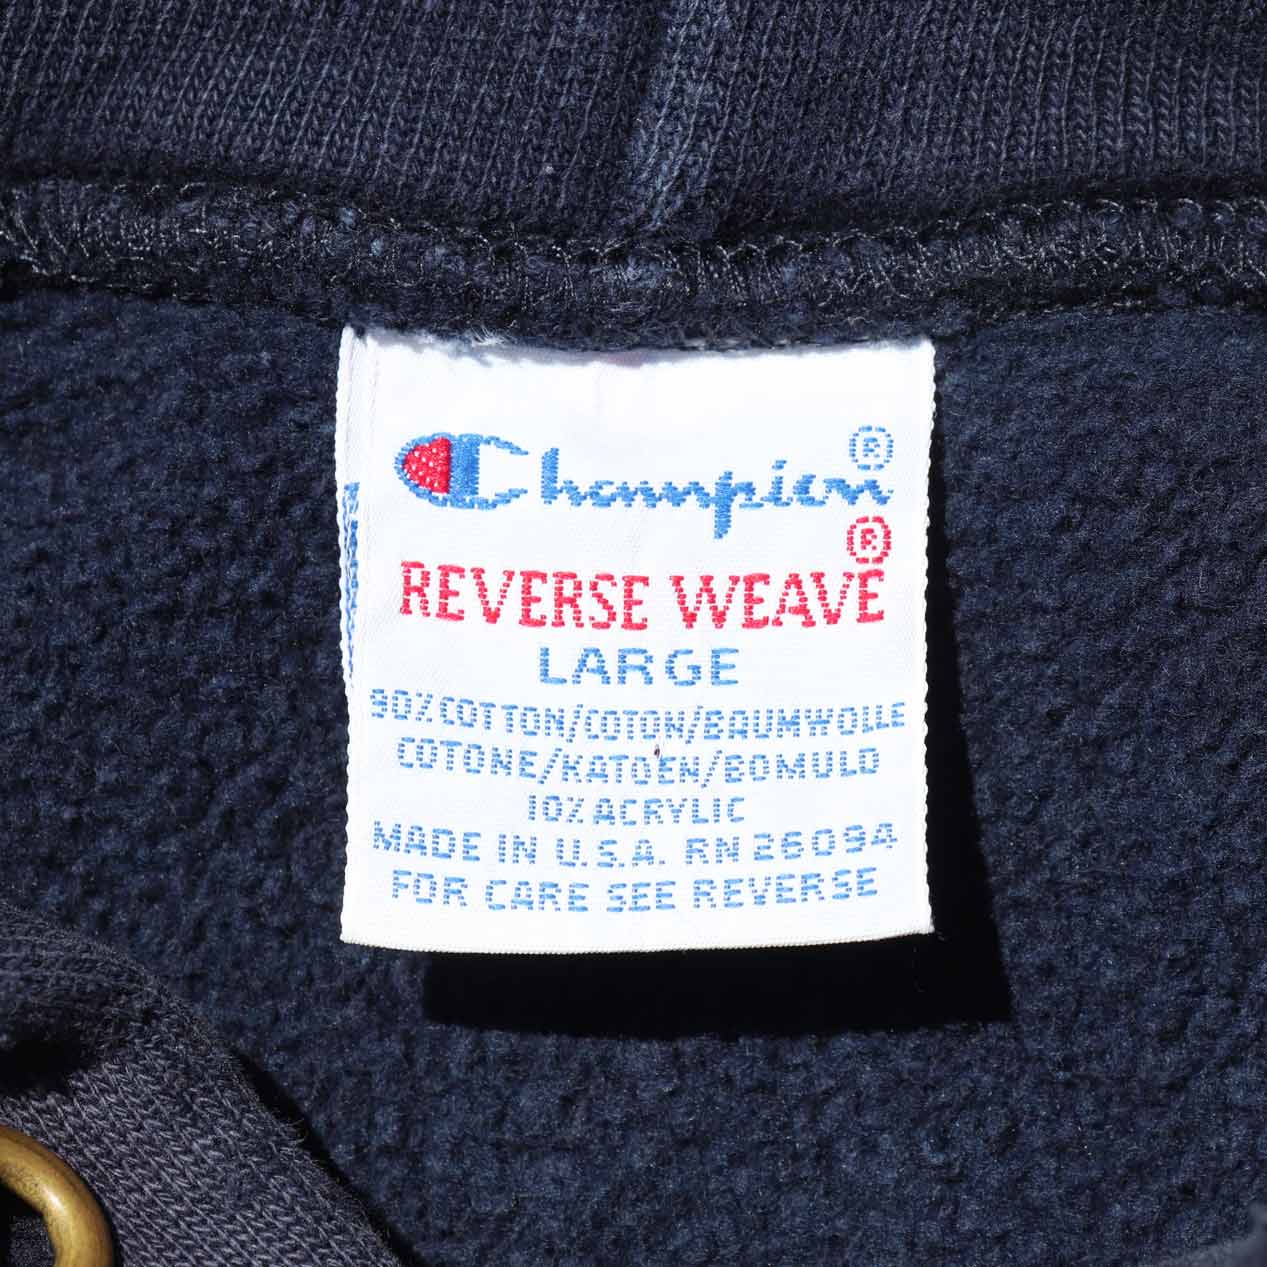 Champion®
REVERSE WEAVE®
LARGE
90% COTTON/COTON/BAUMWOLLE
COTONE/KATOEN/BOMULD
10% ACRYLIC
MADE IN U.S.A. RN 26094
FOR CARE SEE REVERSE